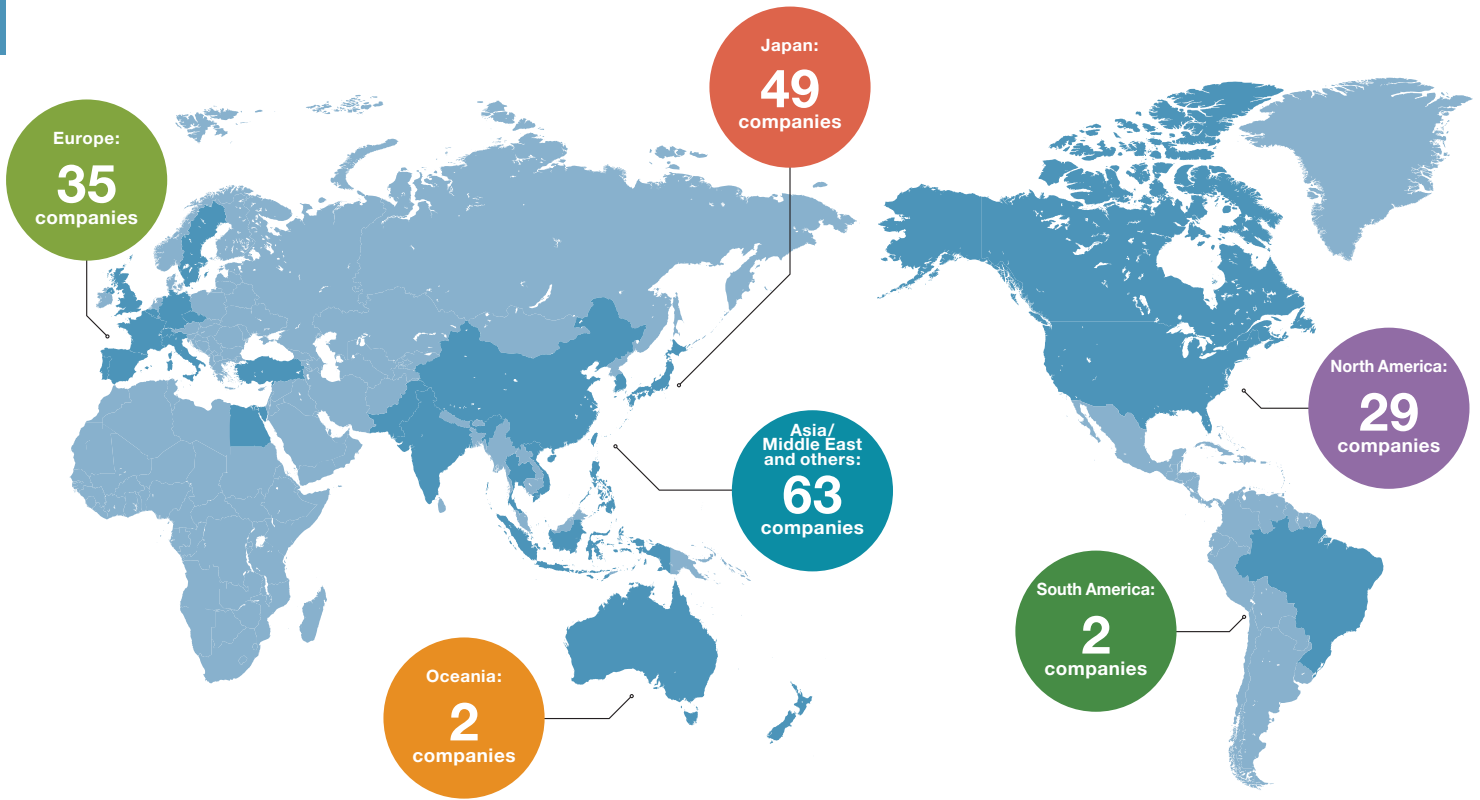 Japan:
49
companies
Europe:
35
companies
North America:
29
companies
Asia/
Middle East
and others:
63
companies
South America:
2
companies
Oceania:
2
companies